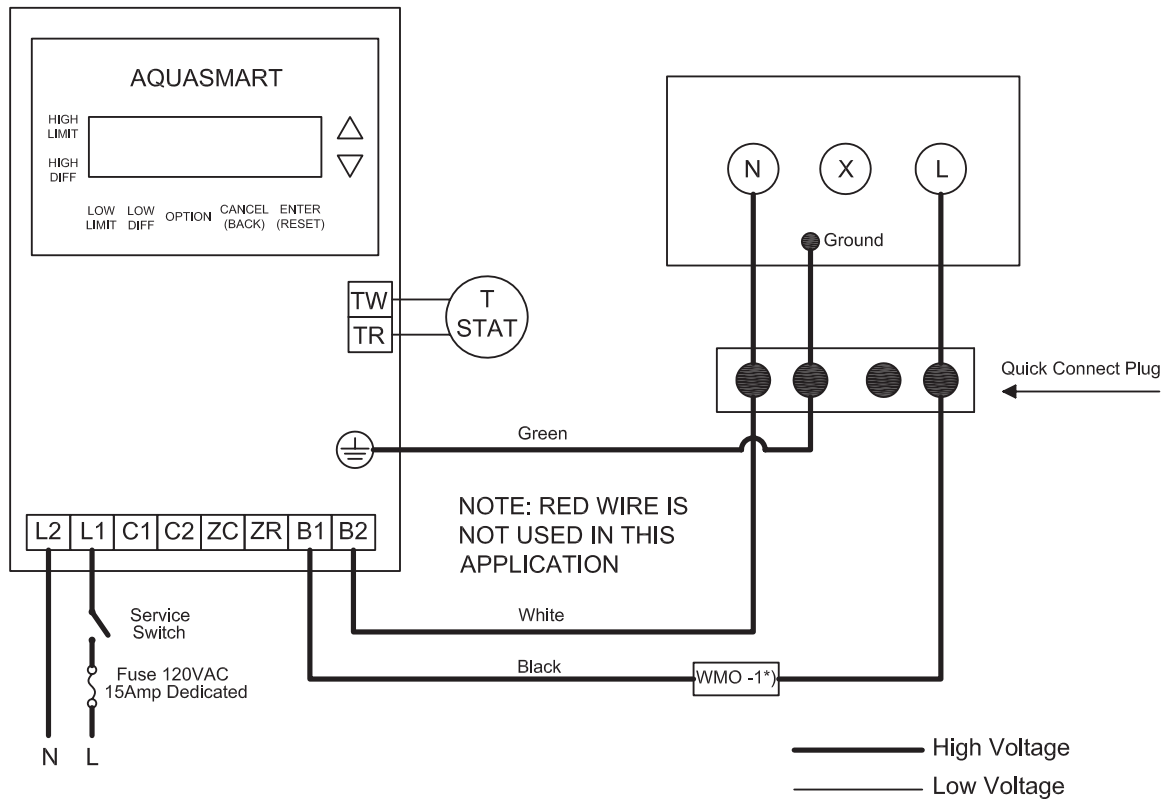 AQUASMART
HIGH
LIMIT
HIGH
DIFF
LOW
LIMIT
LOW
DIFF
OPTION
CANCEL
(BACK)
ENTER
(RESET)
TW
TR
T
STAT
N
X
L
Ground
Quick Connect Plug
Green
NOTE: RED WIRE IS
NOT USED IN THIS
APPLICATION
L2 L1 C1 C2 ZC ZR B1 B2
White
Black
WMO -1*)
Service
Switch
Fuse 120VAC
15Amp Dedicated
N L
High Voltage
Low Voltage